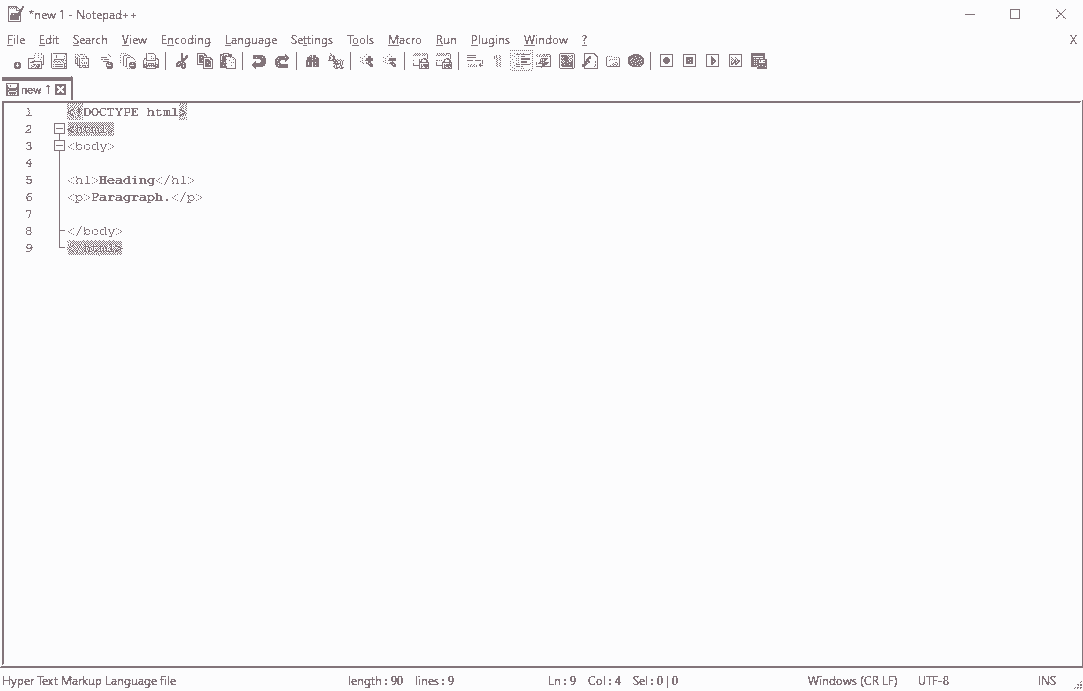 *new 1 - Notepad++
File Edit Search View Encoding Language Settings Tools Macro Run Plugins Window ? X
new 1
1 <!DOCTYPE html>
2 <html>
3 <body>
4
5 <h1>Heading</h1>
6 <p>Paragraph.</p>
7
8 </body>
9 </html>
Hyper Text Markup Language file length : 90 lines : 9 Ln : 9 Col : 4 Sel : 0 | 0 Windows (CR LF) UTF-8 INS